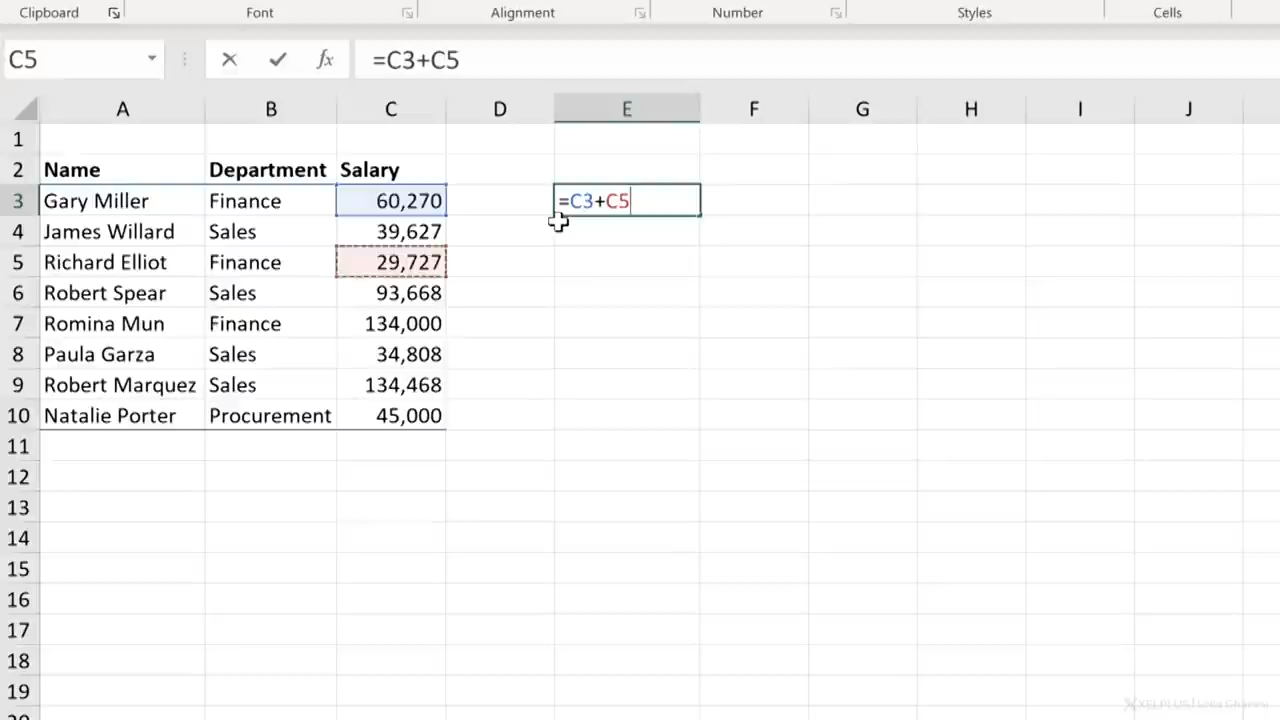 Clipboard Font Alignment Number Styles Cells
C5 fx =C3+C5
A B C D E F G H I J
1
2 Name Department Salary
3 Gary Miller Finance 60,270 =C3+C5
4 James Willard Sales 39,627
5 Richard Elliot Finance 29,727
6 Robert Spear Sales 93,668
7 Romina Mun Finance 134,000
8 Paula Garza Sales 34,808
9 Robert Marquez Sales 134,468
10 Natalie Porter Procurement 45,000
11
12
13
14
15
16
17
18
19
XELPLUS